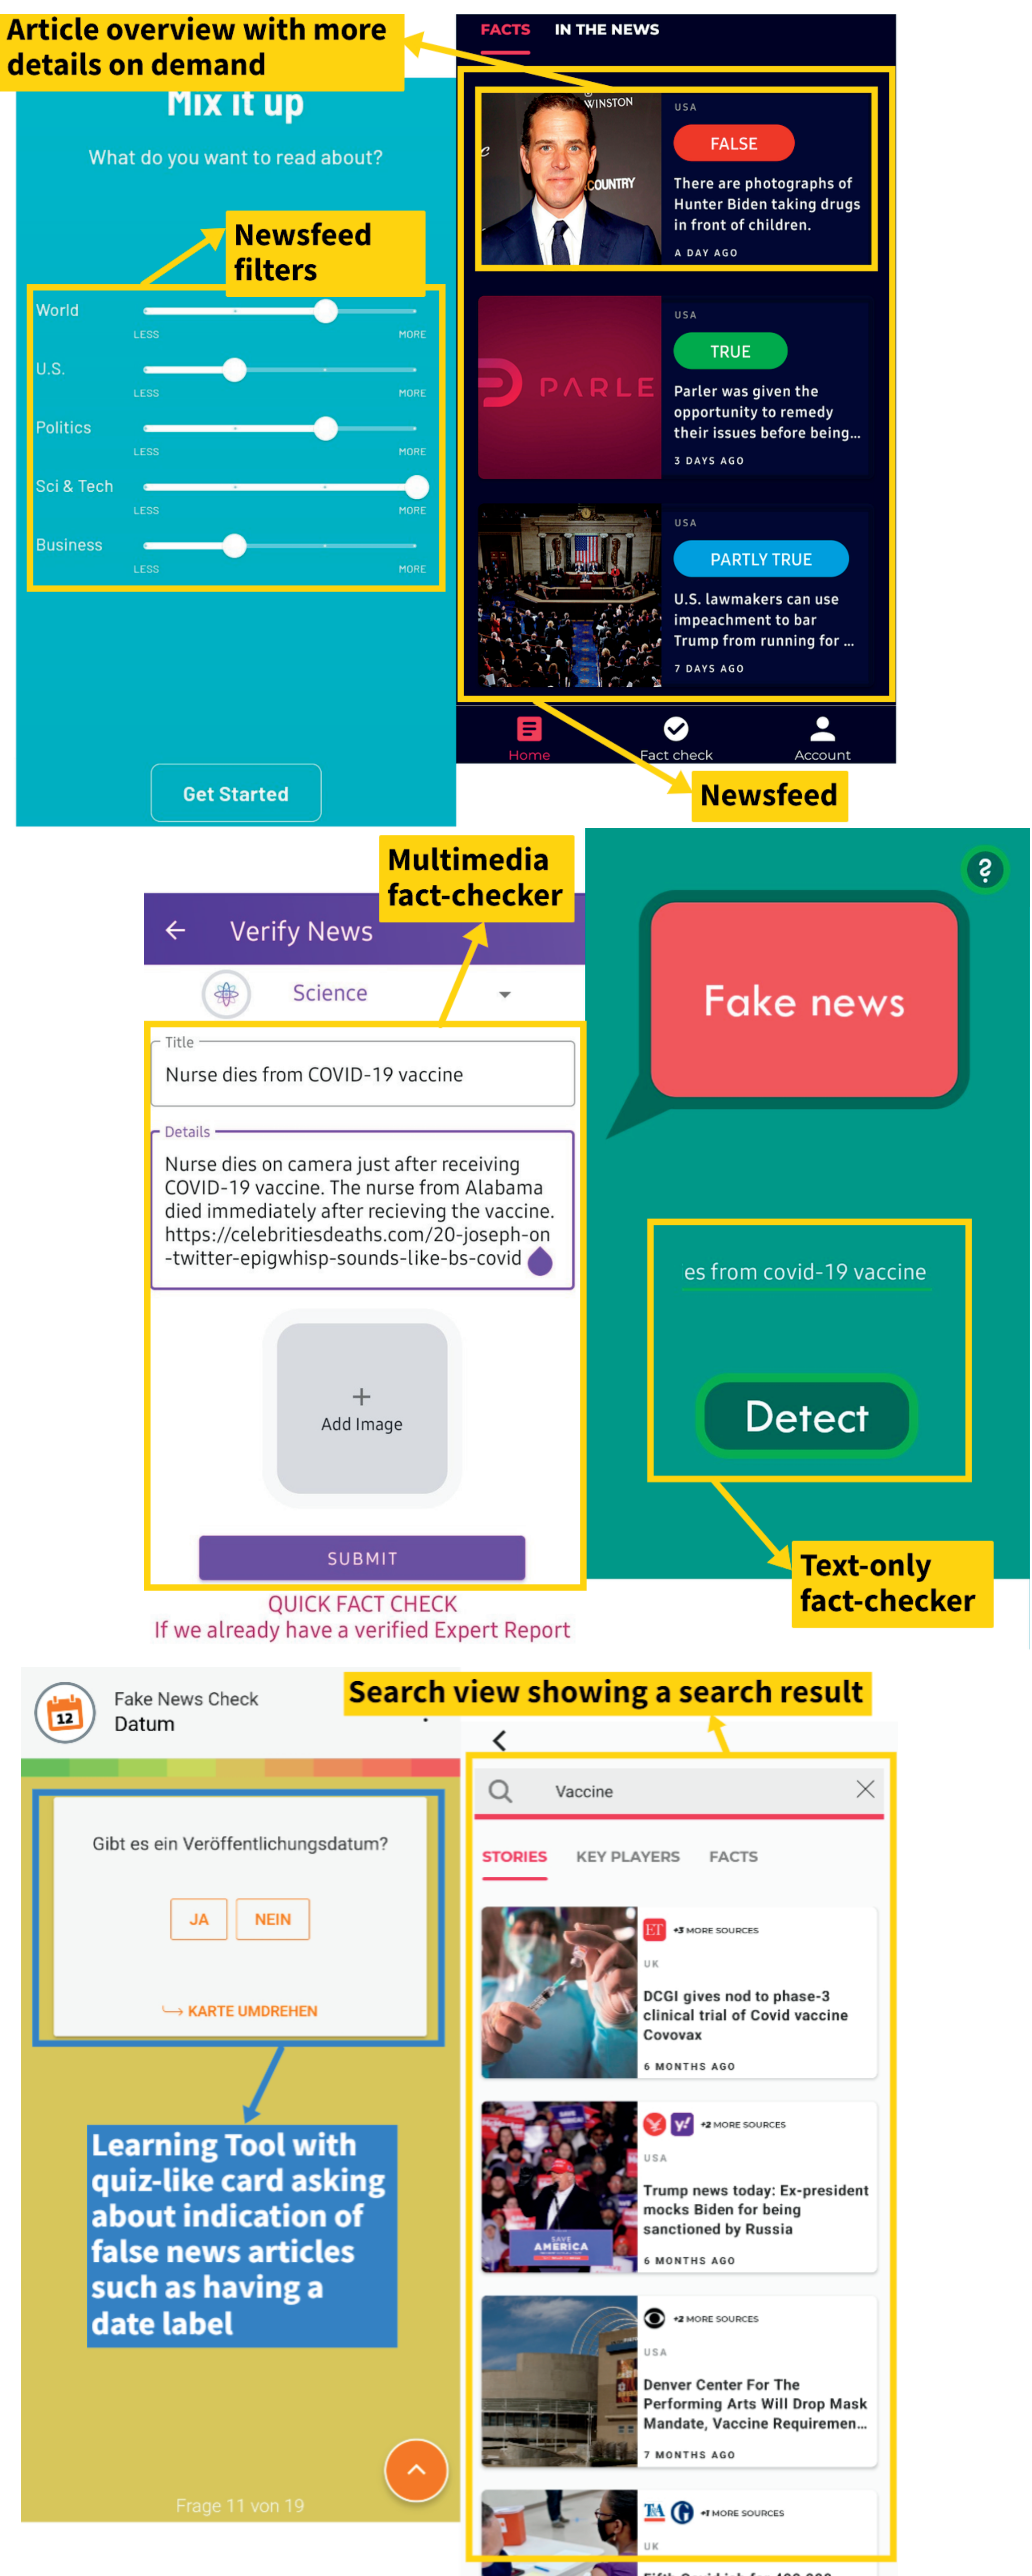 Article overview with more
details on demand
Mix it up
What do you want to read about?
Newsfeed
filters
World
LESS
MORE
U.S.
LESS
MORE
Politics
LESS
MORE
Sci & Tech
LESS
MORE
Business
LESS
MORE
Get Started
FACTS
IN THE NEWS
WINSTON
COUNTRY
USA
FALSE
There are photographs of
Hunter Biden taking drugs
in front of children.
A DAY AGO
PARLE
USA
TRUE
Parler was given the
opportunity to remedy
their issues before being...
3 DAYS AGO
USA
PARTLY TRUE
U.S. lawmakers can use
impeachment to bar
Trump from running for ...
7 DAYS AGO
Home
Fact check
Account
Newsfeed
Multimedia
fact-checker
Verify News
Science
Title
Nurse dies from COVID-19 vaccine
Details
Nurse dies on camera just after receiving
COVID-19 vaccine. The nurse from Alabama
died immediately after recieving the vaccine.
https://celebritiesdeaths.com/20-joseph-on
-twitter-epigwhisp-sounds-like-bs-covid
+
Add Image
SUBMIT
QUICK FACT CHECK
If we already have a verified Expert Report
?
Fake news
es from covid-19 vaccine
Detect
Text-only
fact-checker
12
Fake News Check
Datum
Gibt es ein Veröffentlichungsdatum?
JA
NEIN
KARTE UMDREHEN
Learning Tool with
quiz-like card asking
about indication of
false news articles
such as having a
date label
Frage 11 von 19
Search view showing a search result
Vaccine
STORIES
KEY PLAYERS
FACTS
ET +3 MORE SOURCES
UK
DCGI gives nod to phase-3
clinical trial of Covid vaccine
Covovax
6 MONTHS AGO
SAVE
AMERICA
y! +2 MORE SOURCES
USA
Trump news today: Ex-president
mocks Biden for being
sanctioned by Russia
6 MONTHS AGO
+2 MORE SOURCES
USA
Denver Center For The
Performing Arts Will Drop Mask
Mandate, Vaccine Requiremen...
7 MONTHS AGO
G +1 MORE SOURCES
UK